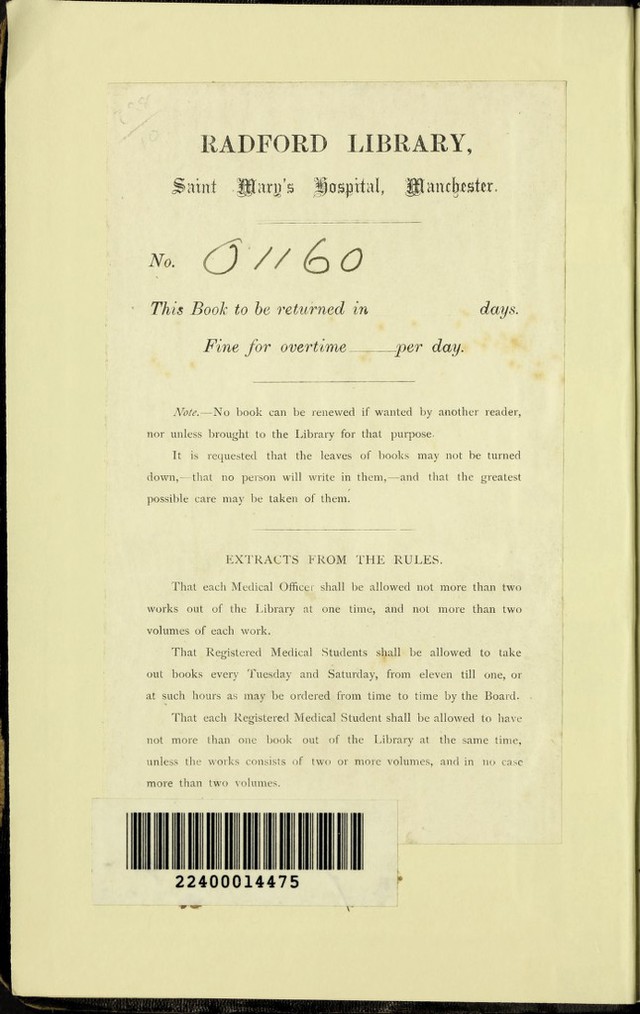 RADFORD LIBRARY,
Saint Mary's Hospital, Manchester.
No. 01160
This Book to be returned in days.
Fine for overtime per day.
Note.—No book can be renewed if wanted by another reader,
nor unless brought to the Library for that purpose.
It is requested that the leaves of books may not be turned
down,—that no person will write in them,—and that the greatest
possible care may be taken of them.
EXTRACTS FROM THE RULES.
That each Medical Officer shall be allowed not more than two
works out of the Library at one time, and not more than two
volumes of each work.
That Registered Medical Students shall be allowed to take
out books every Tuesday and Saturday, from eleven till one, or
at such hours as may be ordered from time to time by the Board.
That each Registered Medical Student shall be allowed to have
not more than one book out of the Library at the same time,
unless the works consists of two or more volumes, and in no case
more than two volumes.
22400014475